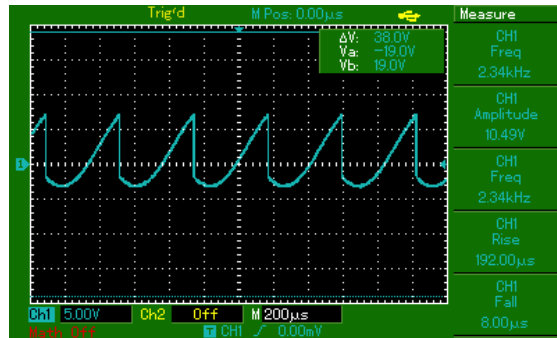 Trig'd M Pos: 0.00μs Measure
ΔV: 38.0V
Va: -19.0V
Vb: 19.0V
CH1
Freq
2.34kHz
CH1
Amplitude
10.49V
1
CH1
Freq
2.34kHz
CH1
Rise
192.00μs
CH1
Fall
8.00μs
Ch1 5.00V Ch2 Off M 200μs
Math Off T CH1 / 0.00mV